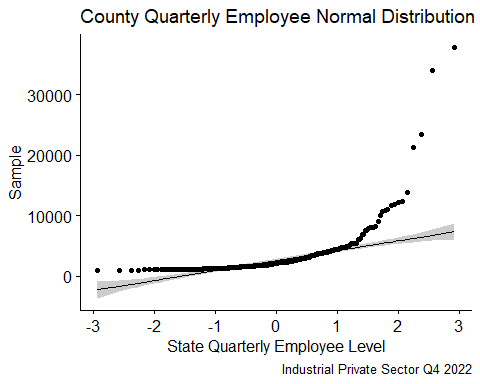 County Quarterly Employee Normal Distribution
Sample
30000
20000
10000
0
-3 -2 -1 0 1 2 3
State Quarterly Employee Level
Industrial Private Sector Q4 2022